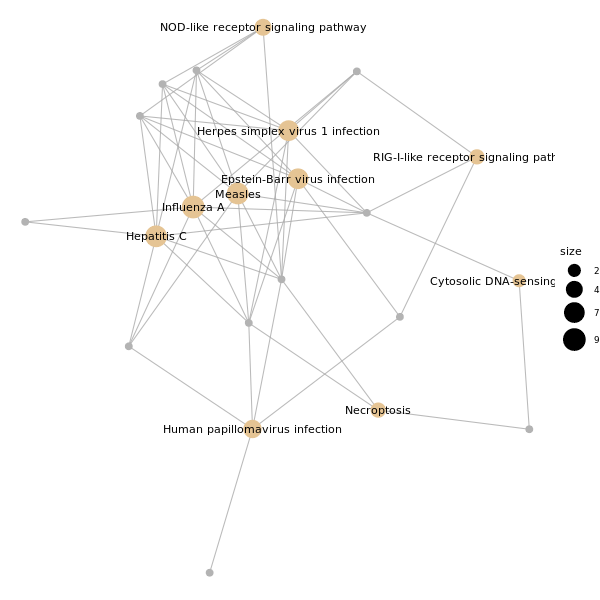 NOD-like receptor signaling pathway
Herpes simplex virus 1 infection
RIG-I-like receptor signaling path
Epstein-Barr virus infection
Measles
Influenza A
Hepatitis C
size
2
4
7
9
Cytosolic DNA-sensing
Necroptosis
Human papillomavirus infection